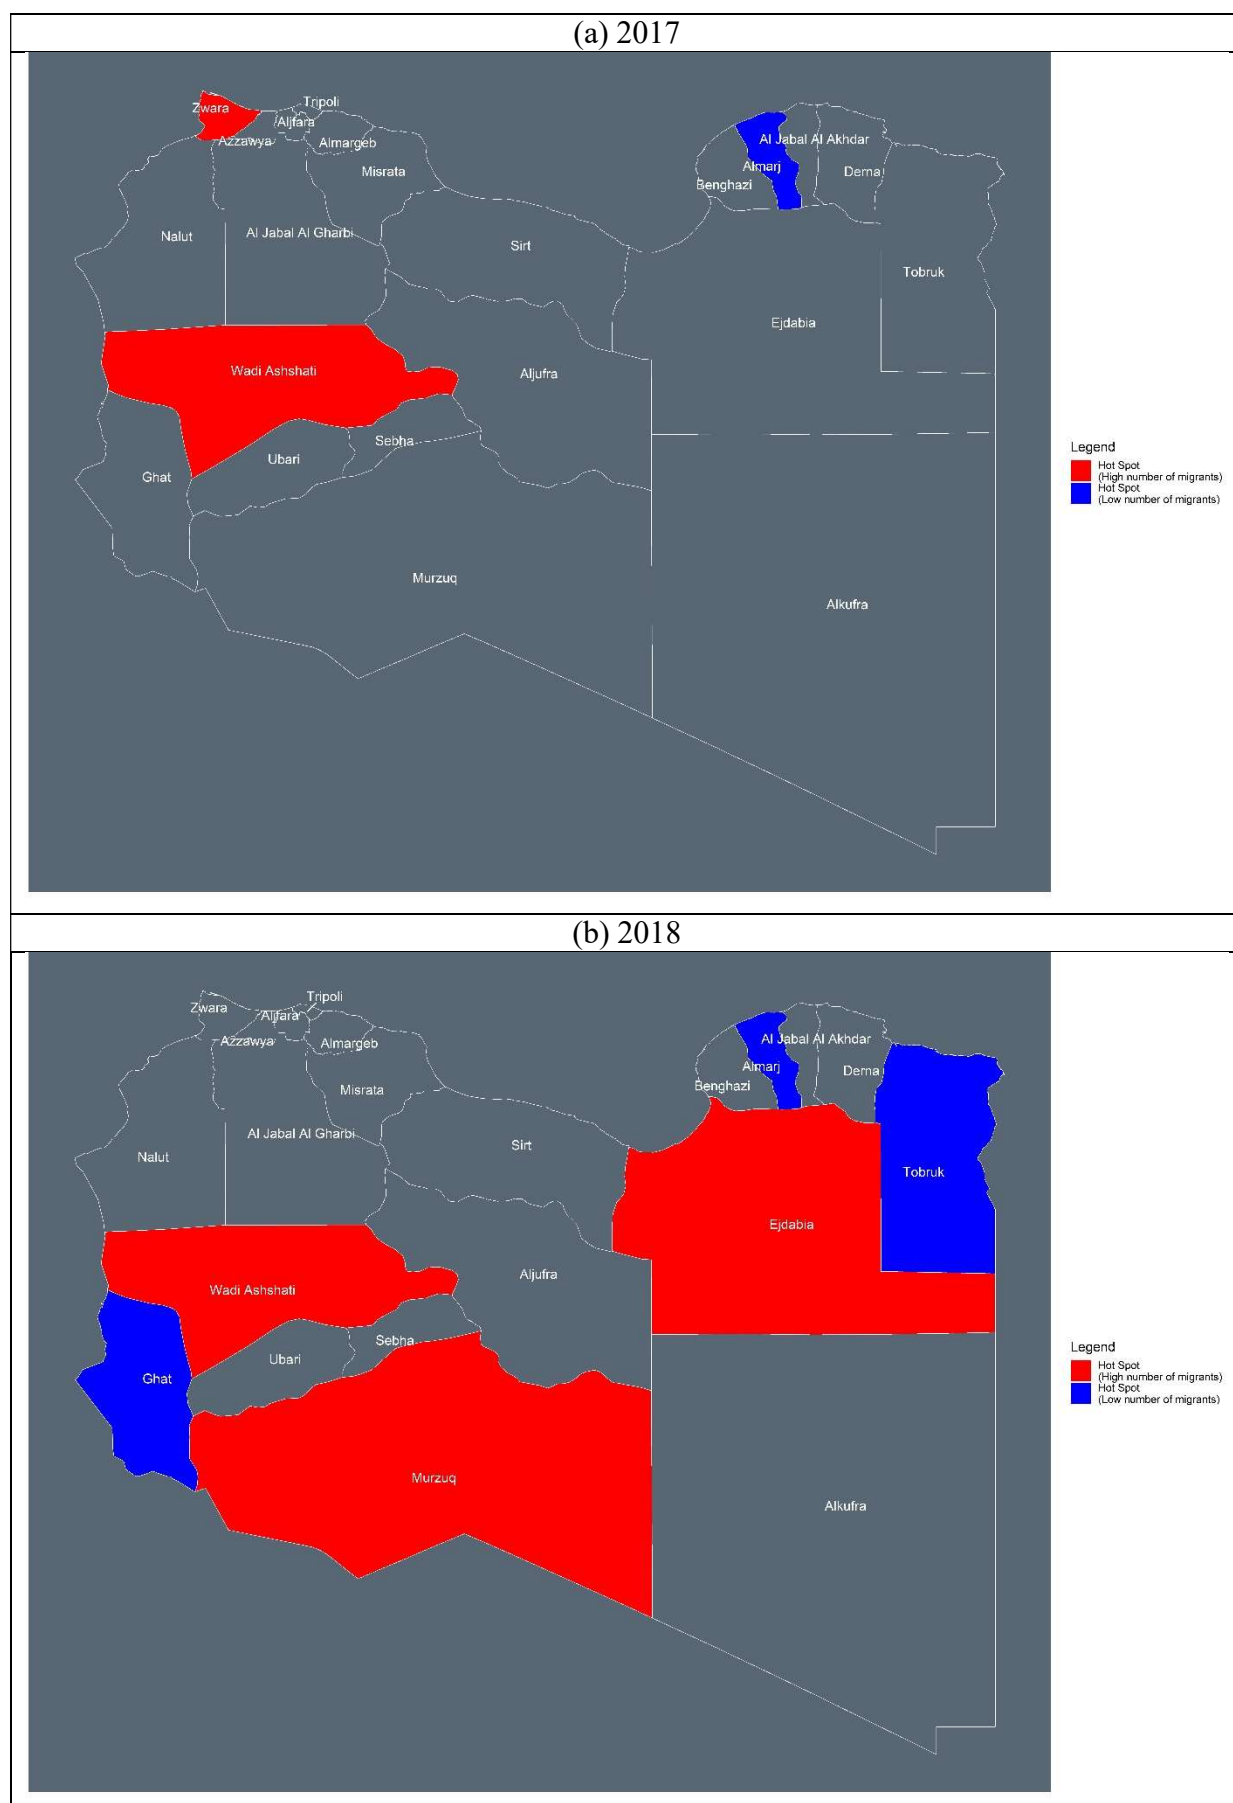 (a) 2017
Tripoli
Zwara
Aljfara
Azzawya
Almargeb
Al Jabal Al Akhdar
Misrata
Almarj
Derna
Benghazi
Nalut
Al Jabal Al Gharbi
Sirt
Tobruk
Ejdabia
Wadi Ashshati
Aljufra
Sebha
Ubari
Ghat
Murzuq
Alkufra
Legend
Hot Spot
(High number of migrants)
Hot Spot
(Low number of migrants)
(b) 2018
Tripoli
Zwara
Aljfara
Azzawya
Almargeb
Al Jabal Al Akhdar
Almarj
Derna
Benghazi
Misrata
Al Jabal Al Gharbi
Nalut
Sirt
Tobruk
Ejdabia
Wadi Ashshati
Aljufra
Sebha
Ubari
Ghat
Murzuq
Alkufra
Legend
Hot Spot
(High number of migrants)
Hot Spot
(Low number of migrants)